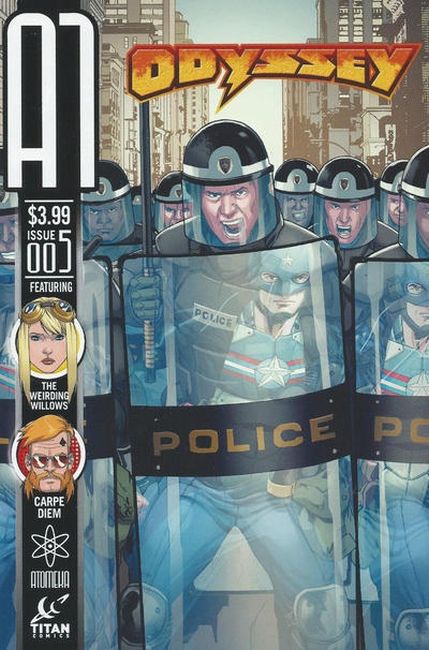 A1
ODYSSEY
$3.99
ISSUE
005
FEATURING
THE
WEIRDING
WILLOWS
CARPE
DIEM
ATOMEKA
TITAN
COMICS
POLICE
POLICE
PO